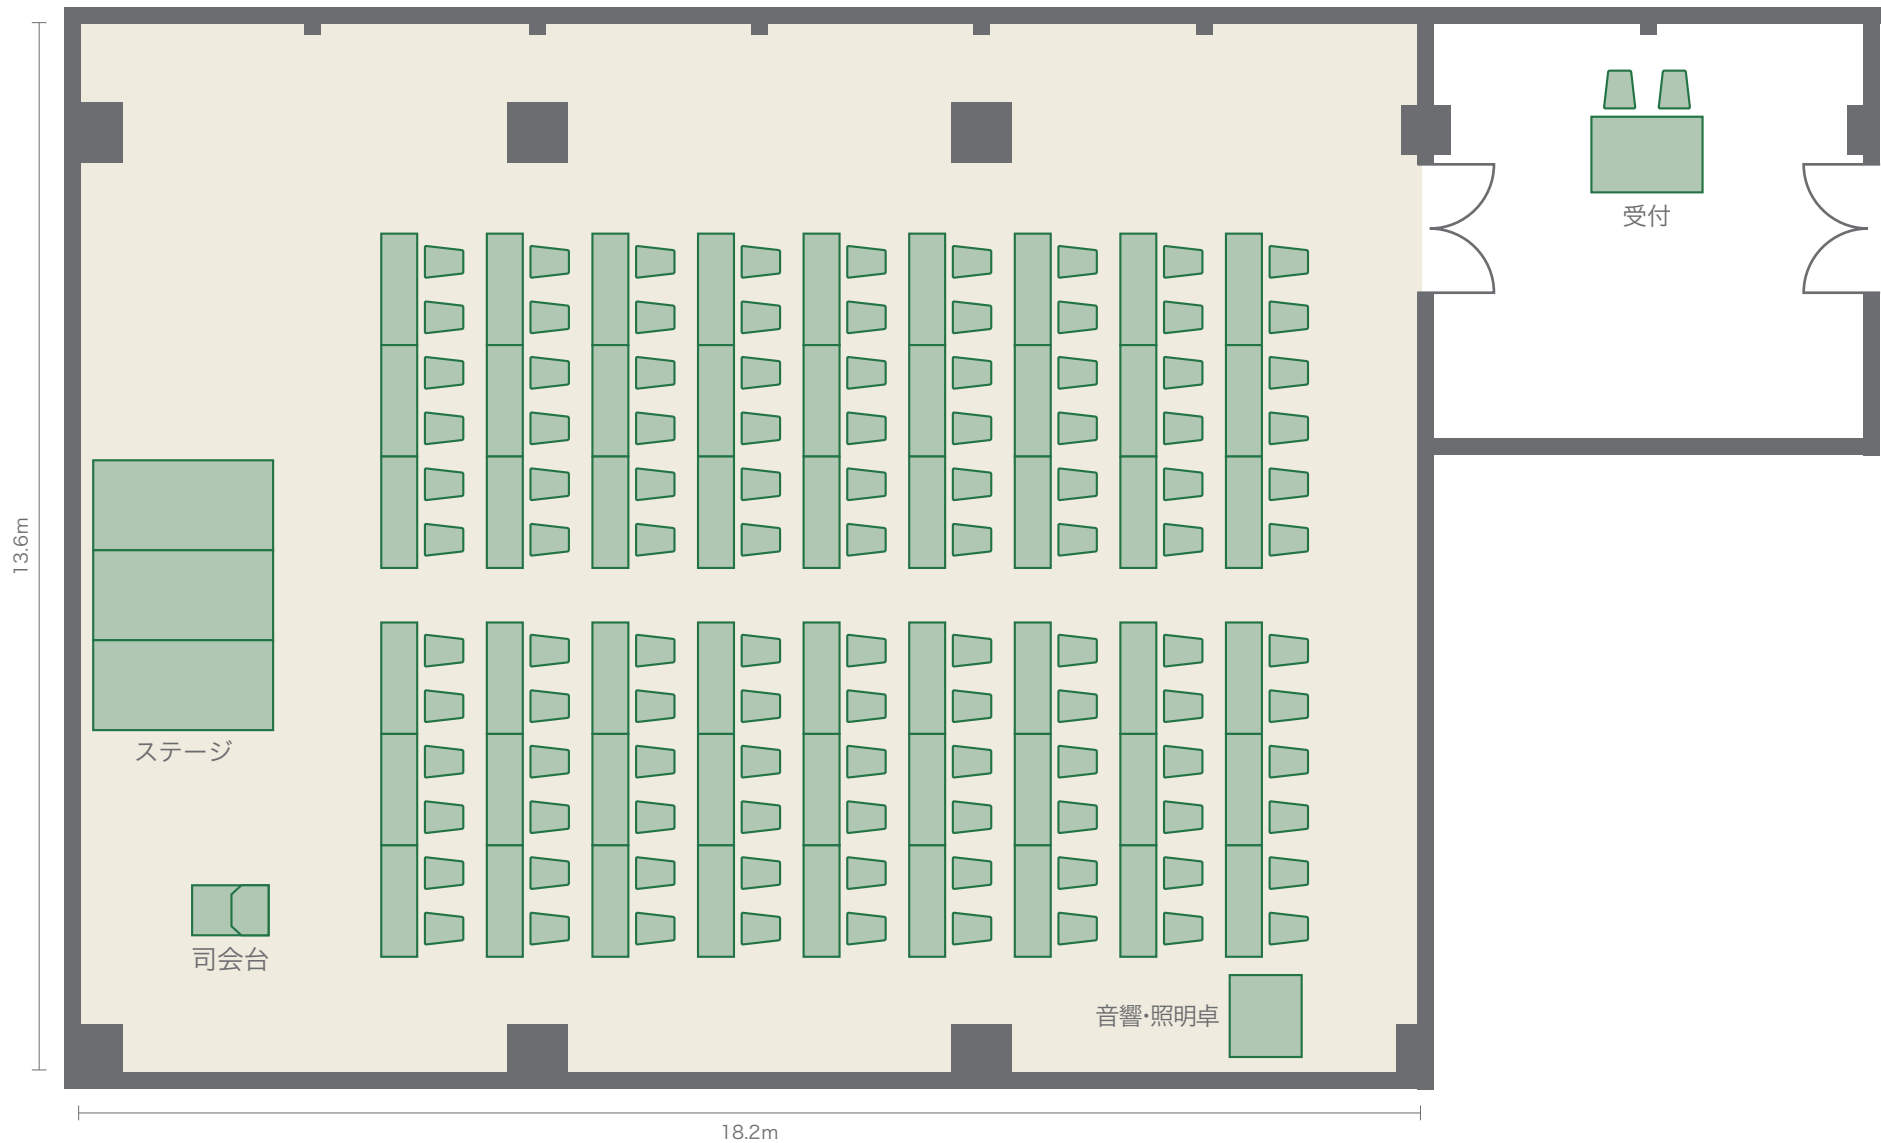 受付
13.6m
ステージ
司会台
音響・照明卓
18.2m